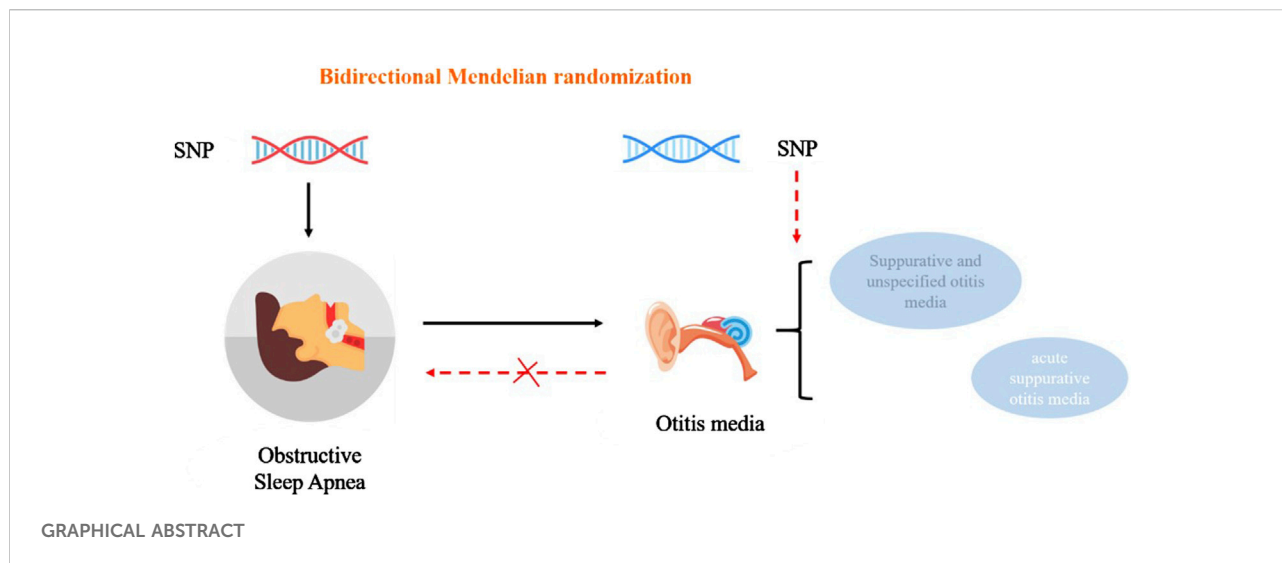 Bidirectional Mendelian randomization
SNP
SNP
Suppurative and
unspecified otitis
media
acute
suppurative
otitis media
Otitis media
Obstructive
Sleep Apnea
GRAPHICAL ABSTRACT